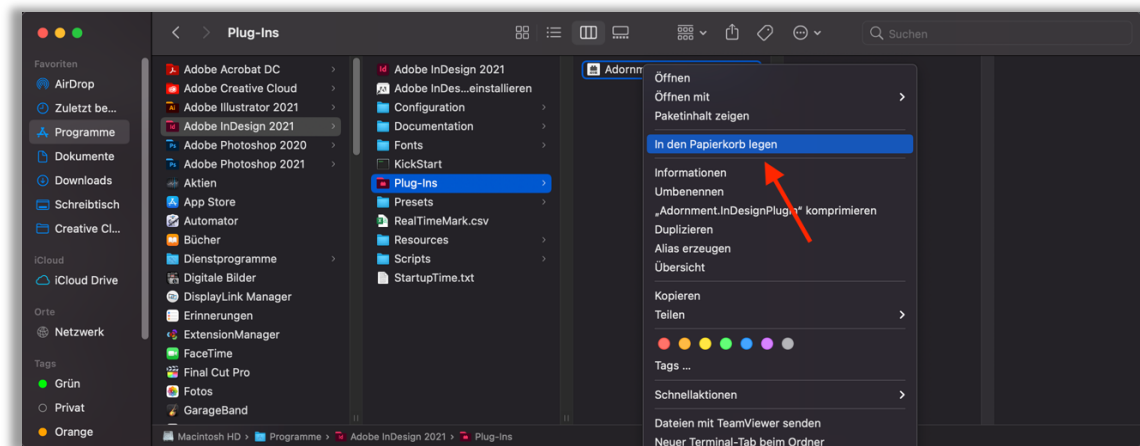 Plug-Ins
Suchen
Favoriten
AirDrop
Zuletzt be...
Programme
Dokumente
Downloads
Schreibtisch
Creative Cl...
iCloud
iCloud Drive
Orte
Netzwerk
Tags
Grün
Privat
Orange
Adobe Acrobat DC
Adobe Creative Cloud
Adobe Illustrator 2021
Adobe InDesign 2021
Adobe Photoshop 2020
Adobe Photoshop 2021
Aktien
App Store
Automator
Bücher
Dienstprogramme
Digitale Bilder
DisplayLink Manager
Erinnerungen
ExtensionManager
FaceTime
Final Cut Pro
Fotos
GarageBand
Adobe InDesign 2021
Adobe InDes...einstallieren
Configuration
Documentation
Fonts
KickStart
Plug-Ins
Presets
RealTimeMark.csv
Resources
Scripts
StartupTime.txt
Adornm
Öffnen
Öffnen mit
Paketinhalt zeigen
In den Papierkorb legen
Informationen
Umbenennen
„Adornment.InDesignPlugin“ komprimieren
Duplizieren
Alias erzeugen
Übersicht
Kopieren
Teilen
Tags ...
Schnellaktionen
Dateien mit TeamViewer senden
Neuer Terminal-Tab beim Ordner
Macintosh HD › Programme › Adobe InDesign 2021 › Plug-Ins